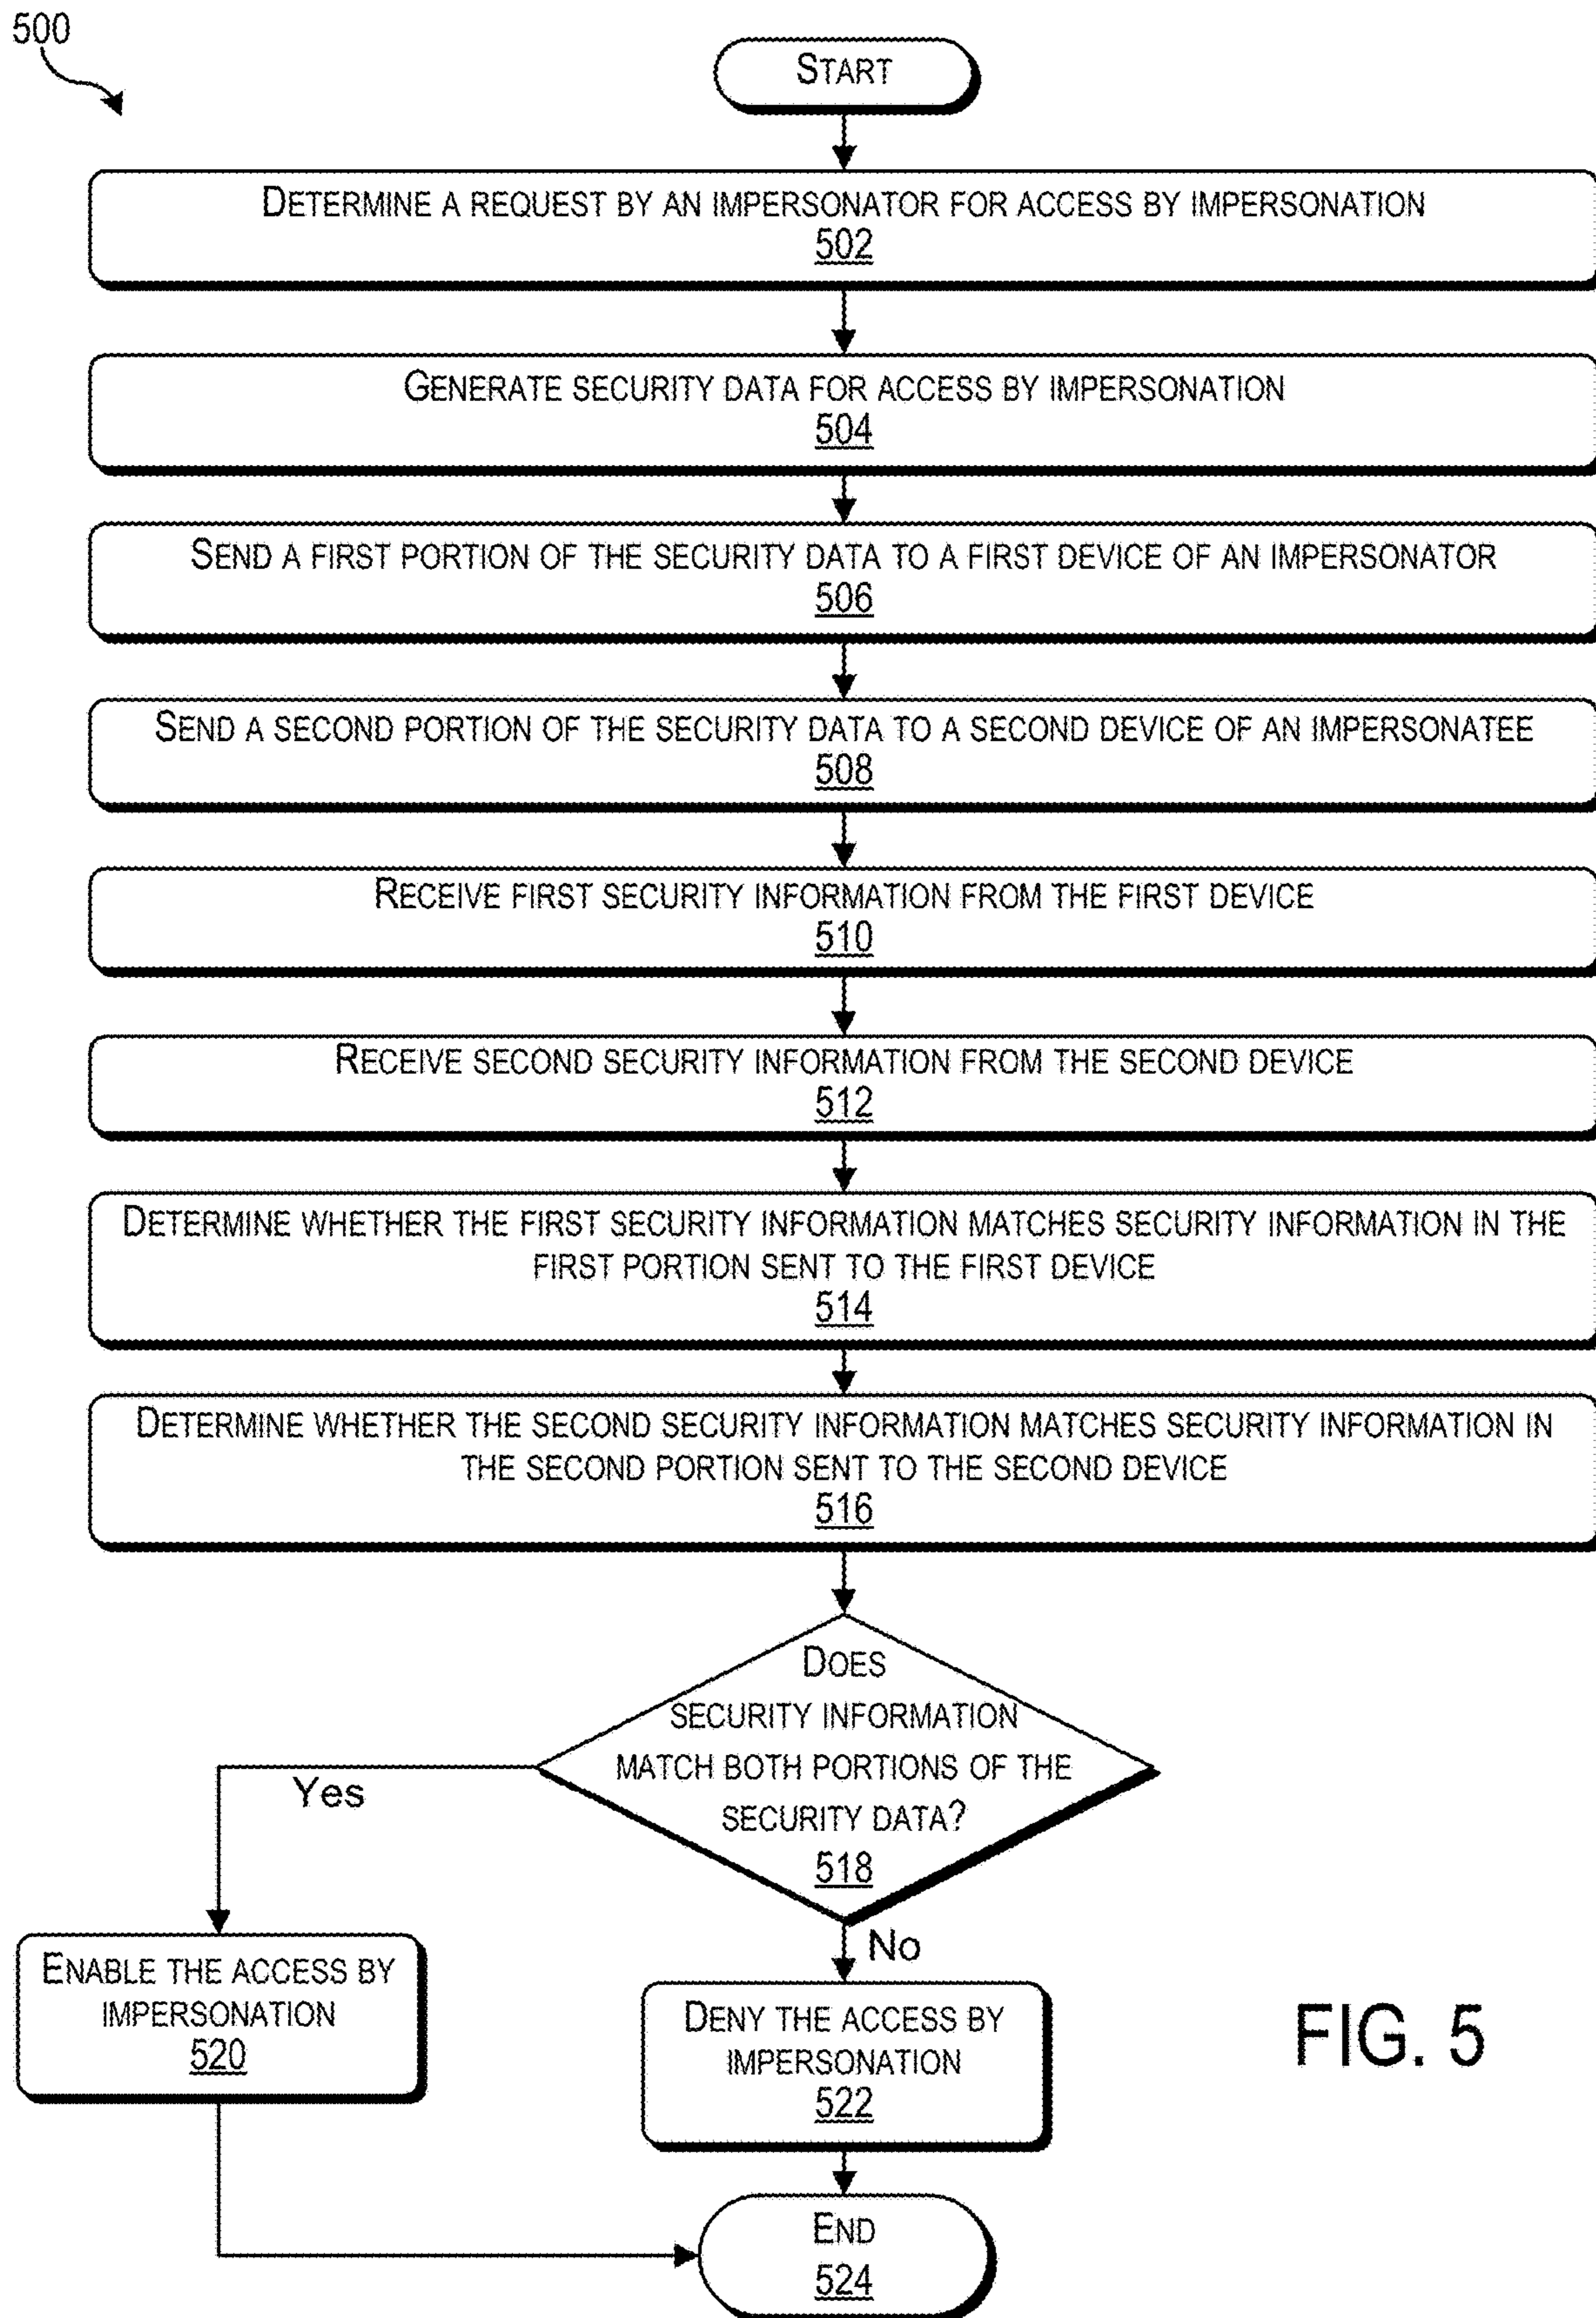 500
START
DETERMINE A REQUEST BY AN IMPERSONATOR FOR ACCESS BY IMPERSONATION
502
GENERATE SECURITY DATA FOR ACCESS BY IMPERSONATION
504
SEND A FIRST PORTION OF THE SECURITY DATA TO A FIRST DEVICE OF AN IMPERSONATOR
506
SEND A SECOND PORTION OF THE SECURITY DATA TO A SECOND DEVICE OF AN IMPERSONATEE
508
RECEIVE FIRST SECURITY INFORMATION FROM THE FIRST DEVICE
510
RECEIVE SECOND SECURITY INFORMATION FROM THE SECOND DEVICE
512
DETERMINE WHETHER THE FIRST SECURITY INFORMATION MATCHES SECURITY INFORMATION IN THE
FIRST PORTION SENT TO THE FIRST DEVICE
514
DETERMINE WHETHER THE SECOND SECURITY INFORMATION MATCHES SECURITY INFORMATION IN
THE SECOND PORTION SENT TO THE SECOND DEVICE
516
DOES
SECURITY INFORMATION
MATCH BOTH PORTIONS OF THE
SECURITY DATA?
518
Yes
No
ENABLE THE ACCESS BY
IMPERSONATION
520
DENY THE ACCESS BY
IMPERSONATION
522
FIG. 5
END
524